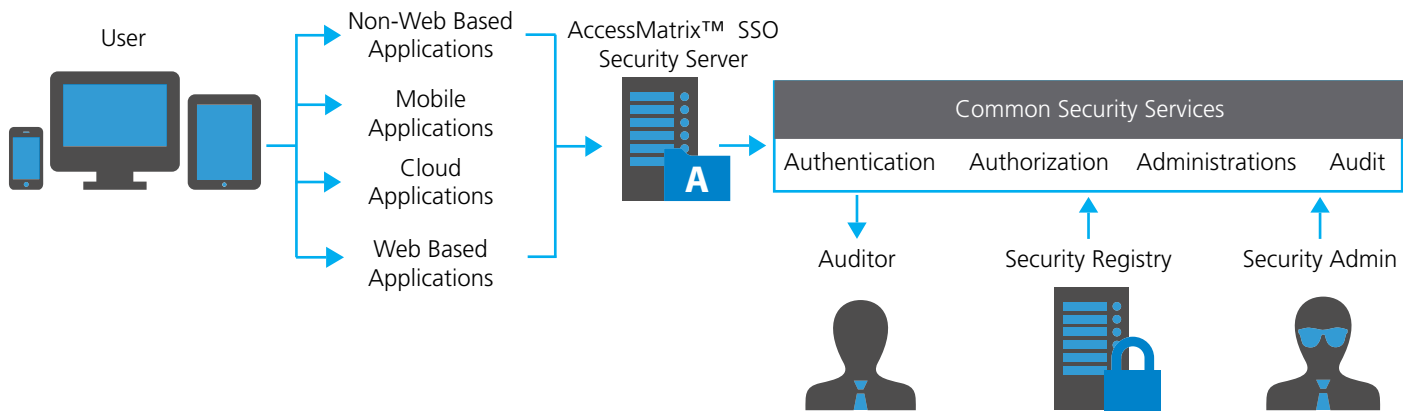 User
Non-Web Based
Applications
Mobile
Applications
Cloud
Applications
Web Based
Applications
AccessMatrix™ SSO
Security Server
A
Common Security Services
Authentication Authorization Administrations Audit
Auditor
Security Registry
Security Admin